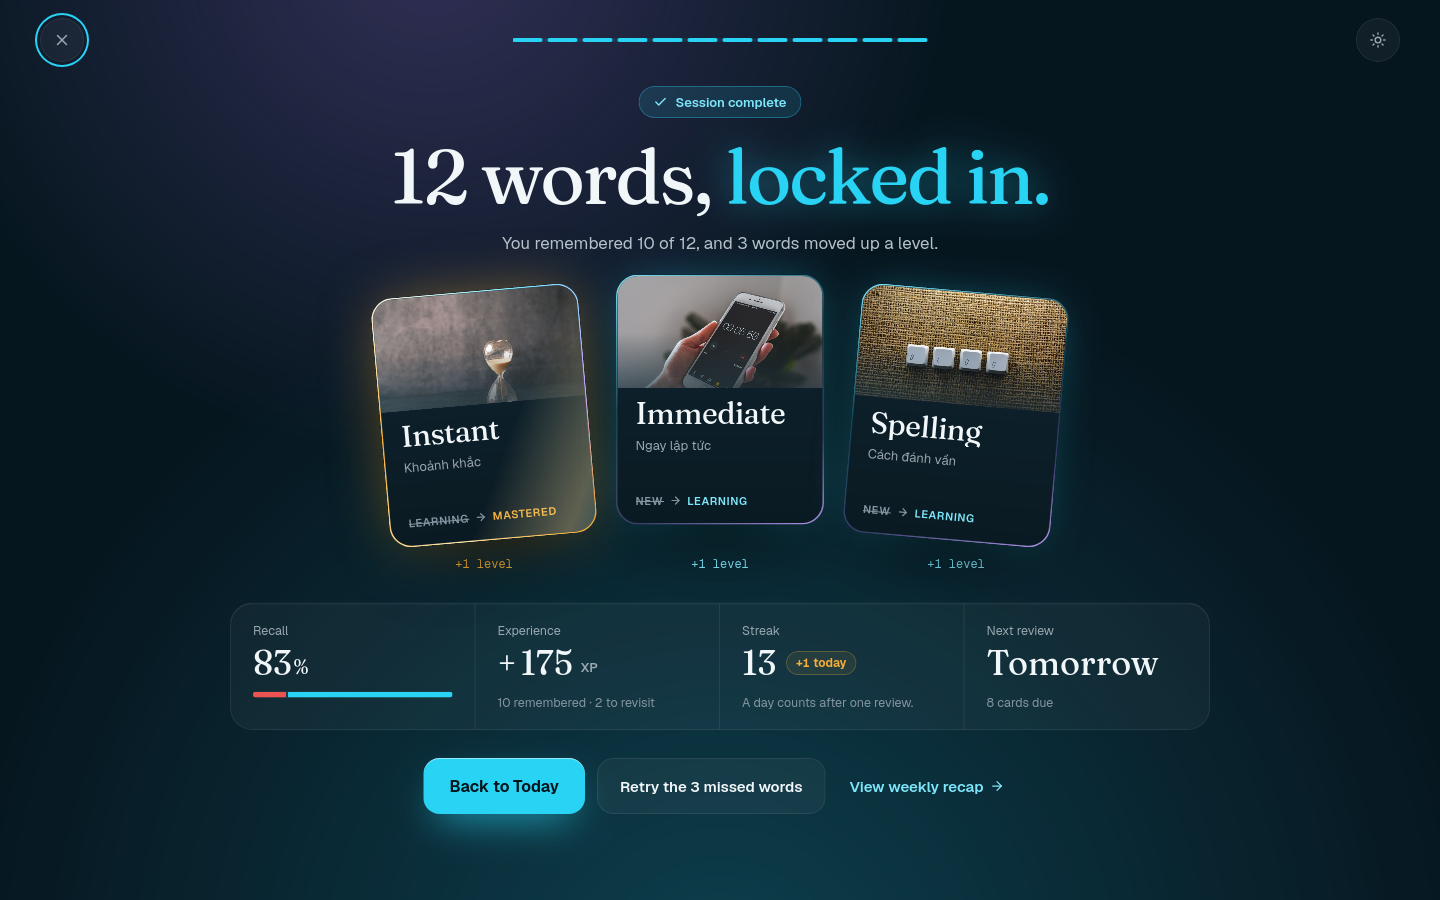 Session complete
12 words, locked in.
You remembered 10 of 12, and 3 words moved up a level.
Instant
Khoảnh khắc
LEARNING → MASTERED
+1 level
Immediate
Ngay lập tức
NEW → LEARNING
+1 level
Spelling
Cách đánh vần
NEW → LEARNING
+1 level
Recall
83%
Experience
+175 XP
10 remembered · 2 to revisit
Streak
13 +1 today
A day counts after one review.
Next review
Tomorrow
8 cards due
Back to Today
Retry the 3 missed words
View weekly recap →